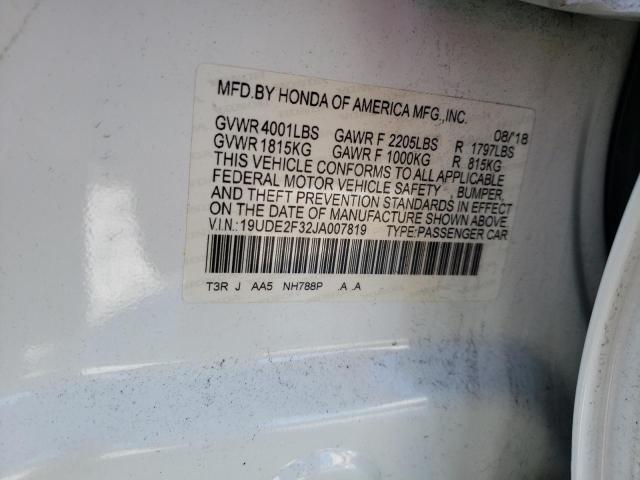 MFD.BY HONDA OF AMERICA MFG.,INC.
08/'18
GVWR 4001LBS GAWR F 2205LBS R 1797LBS
GVWR 1815KG GAWR F 1000KG R 815KG
THIS VEHICLE CONFORMS TO ALL APPLICABLE
FEDERAL MOTOR VEHICLE SAFETY , BUMPER,
AND THEFT PREVENTION STANDARDS IN EFFECT
ON THE DATE OF MANUFACTURE SHOWN ABOVE
V.I.N.:19UDE2F32JA007819 TYPE:PASSENGER CAR
T3R J AA5 NH788P .A .A